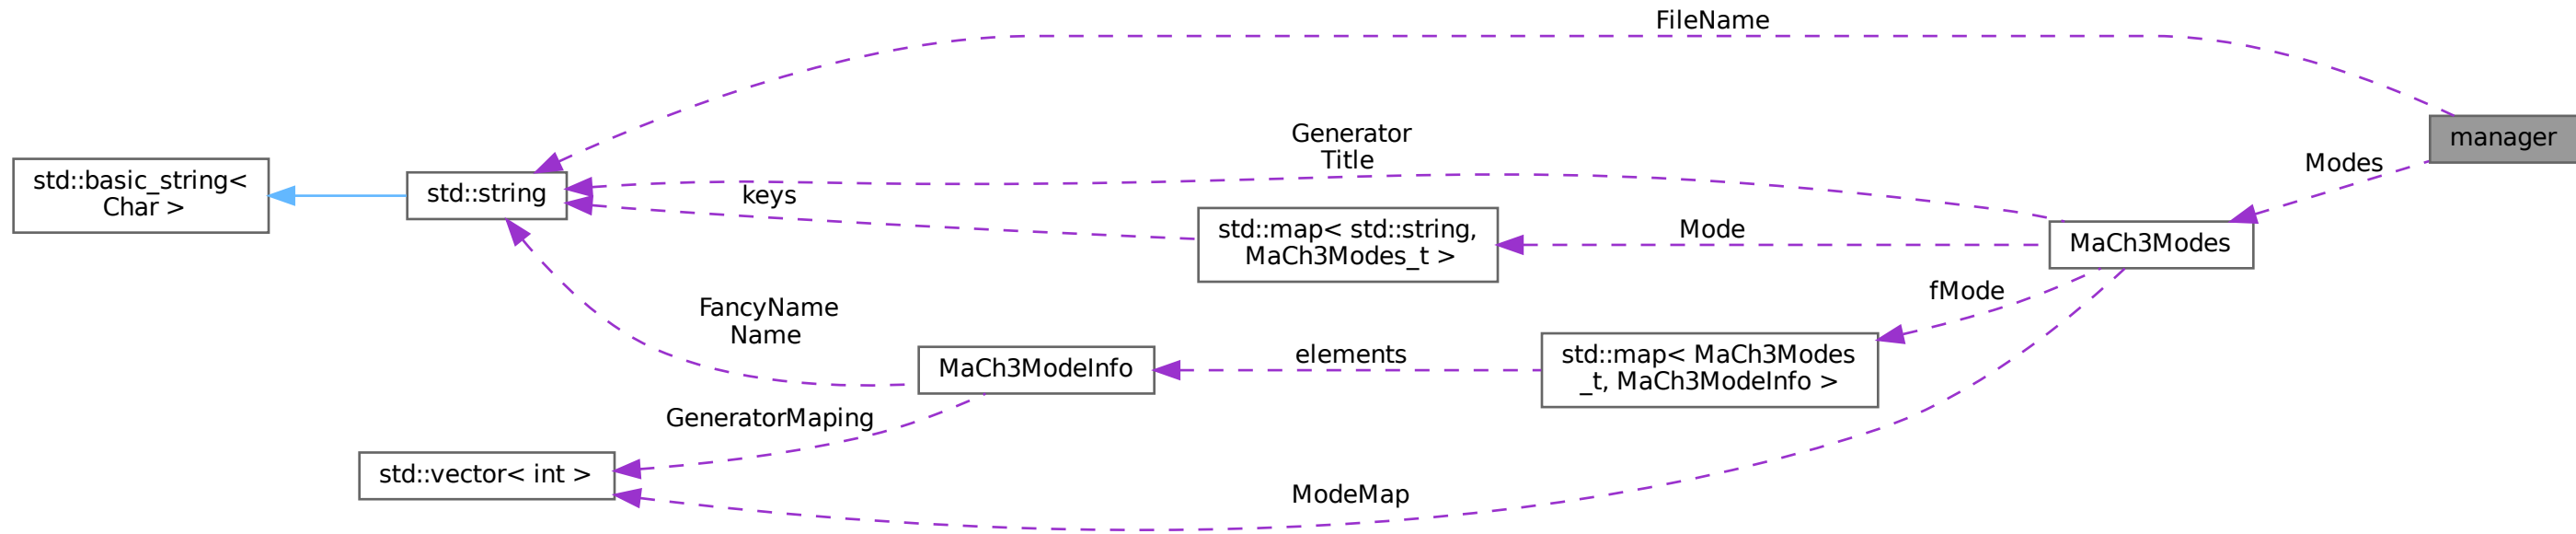 FileName
manager
Generator
Title
Modes
std::basic_string<
Char >
std::string
keys
std::map< std::string,
MaCh3Modes_t >
Mode
MaCh3Modes
fMode
FancyName
Name
MaCh3ModeInfo
elements
std::map< MaCh3Modes
_t, MaCh3ModeInfo >
GeneratorMaping
std::vector< int >
ModeMap